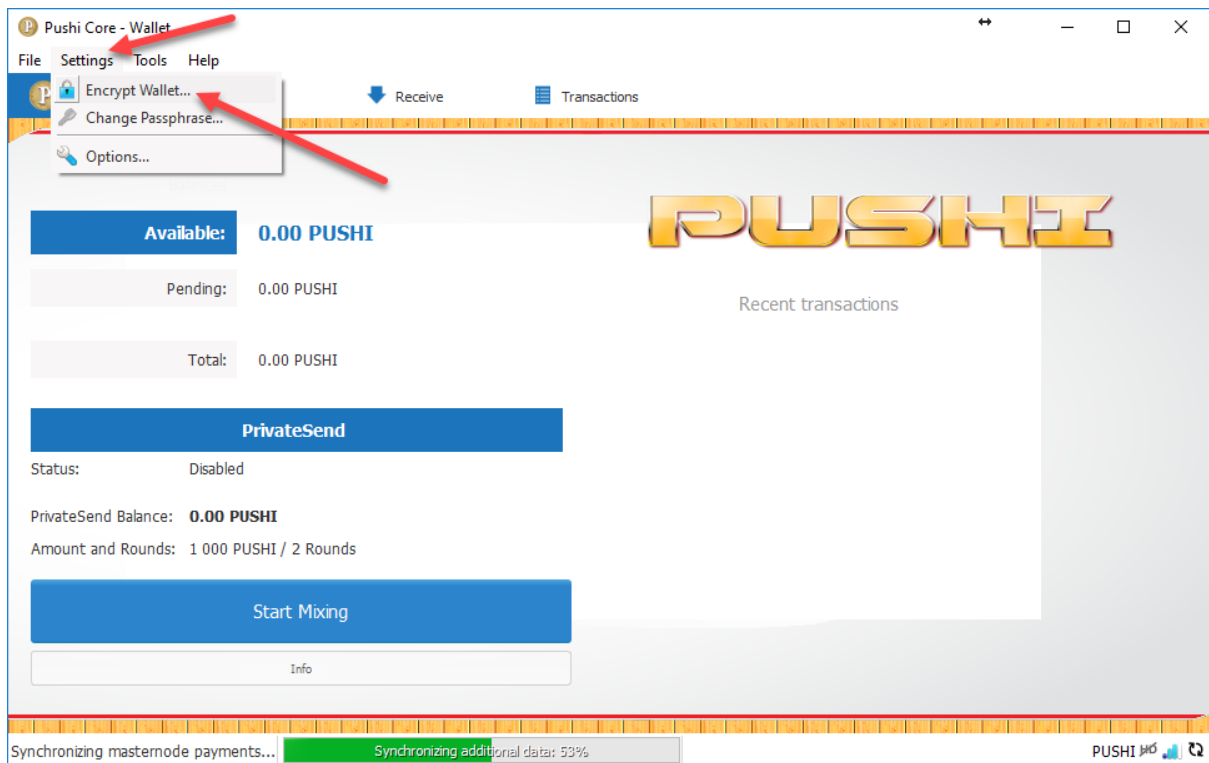 Pushi Core - Wallet
File Settings Tools Help
Encrypt Wallet...
Receive
Transactions
Change Passphrase...
Options...
PUSHI
Available: 0.00 PUSHI
Pending: 0.00 PUSHI
Recent transactions
Total: 0.00 PUSHI
PrivateSend
Status: Disabled
PrivateSend Balance: 0.00 PUSHI
Amount and Rounds: 1 000 PUSHI / 2 Rounds
Start Mixing
Info
Synchronizing masternode payments... Synchronizing additional data: 53% PUSHI HD